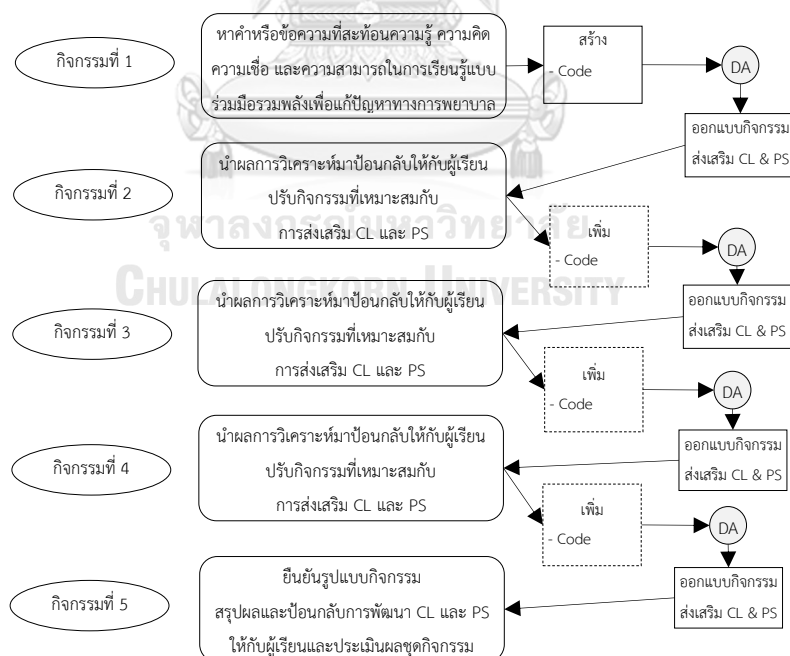 กิจกรรมที่ 1
หาคำหรือข้อความที่สะท้อนความรู้ ความคิด
ความเชื่อ และความสามารถในการเรียนรู้แบบ
ร่วมมือรวมพลังเพื่อแก้ปัญหาทางการพยาบาล
สร้าง
- Code
DA
ออกแบบกิจกรรม
ส่งเสริม CL & PS
กิจกรรมที่ 2
นำผลการวิเคราะห์มาป้อนกลับให้กับผู้เรียน
ปรับกิจกรรมที่เหมาะสมกับ
การส่งเสริม CL และ PS
เพิ่ม
- Code
DA
ออกแบบกิจกรรม
ส่งเสริม CL & PS
จุฬาลงกรณ์มหาวิทยาลัย
CHULALONGKORN UNIVERSITY
กิจกรรมที่ 3
นำผลการวิเคราะห์มาป้อนกลับให้กับผู้เรียน
ปรับกิจกรรมที่เหมาะสมกับ
การส่งเสริม CL และ PS
เพิ่ม
- Code
DA
ออกแบบกิจกรรม
ส่งเสริม CL & PS
กิจกรรมที่ 4
นำผลการวิเคราะห์มาป้อนกลับให้กับผู้เรียน
ปรับกิจกรรมที่เหมาะสมกับ
การส่งเสริม CL และ PS
เพิ่ม
- Code
DA
ออกแบบกิจกรรม
ส่งเสริม CL & PS
กิจกรรมที่ 5
ยืนยันรูปแบบกิจกรรม
สรุปผลและป้อนกลับการพัฒนา CL และ PS
ให้กับผู้เรียนและประเมินผลชุดกิจกรรม